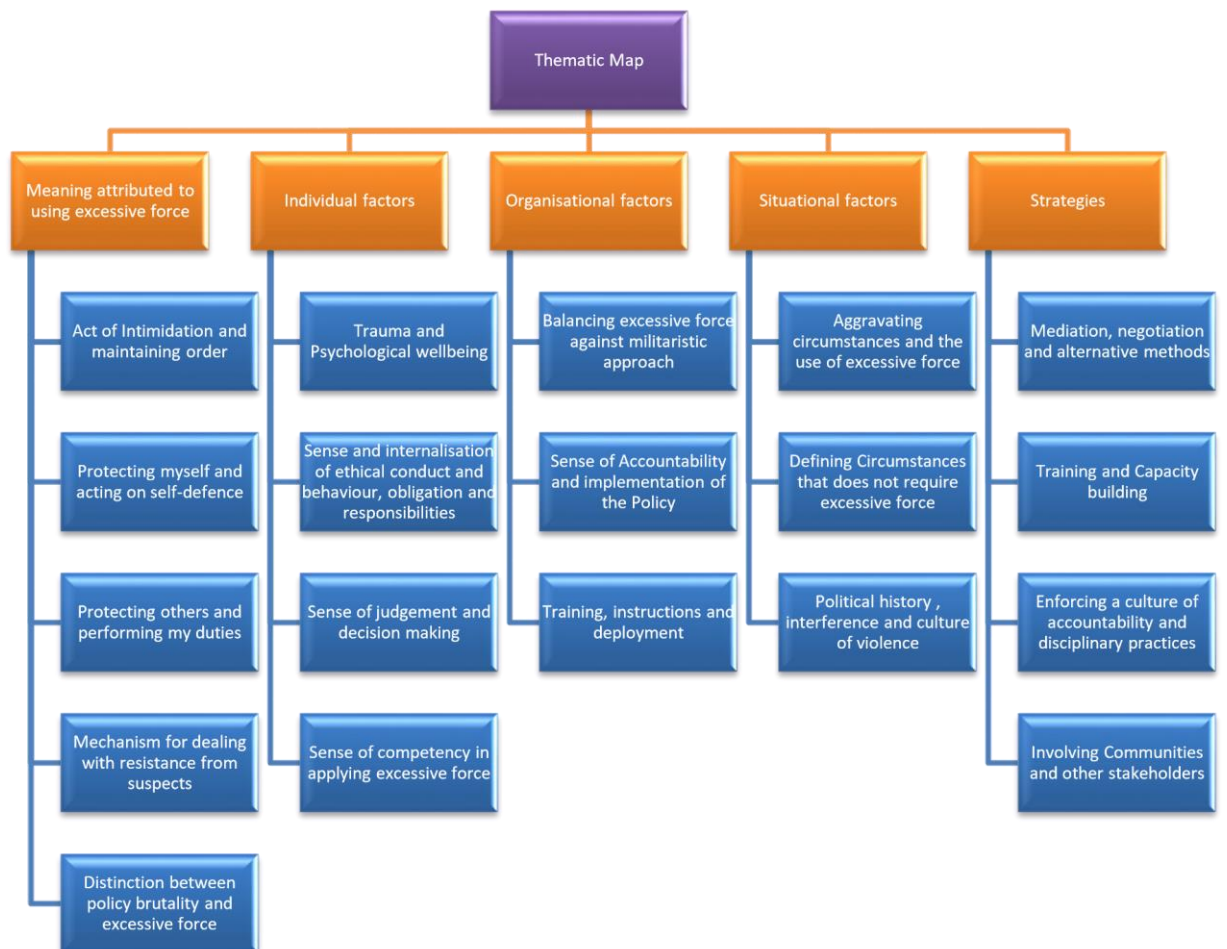 Thematic Map
Meaning attributed to
using excessive force
Individual factors
Organisational factors
Situational factors
Strategies
Act of Intimidation and
maintaining order
Protecting myself and
acting on self-defence
Protecting others and
performing my duties
Mechanism for dealing
with resistance from
suspects
Distinction between
policy brutality and
excessive force
Trauma and
Psychological wellbeing
Sense and internalisation
of ethical conduct and
behaviour, obligation and
responsibilities
Sense of judgement and
decision making
Sense of competency in
applying excessive force
Balancing excessive force
against militaristic
approach
Sense of Accountability
and implementation of
the Policy
Training, instructions and
deployment
Aggravating
circumstances and the
use of excessive force
Defining Circumstances
that does not require
excessive force
Political history ,
interference and culture
of violence
Mediation, negotiation
and alternative methods
Training and Capacity
building
Enforcing a culture of
accountability and
disciplinary practices
Involving Communities
and other stakeholders